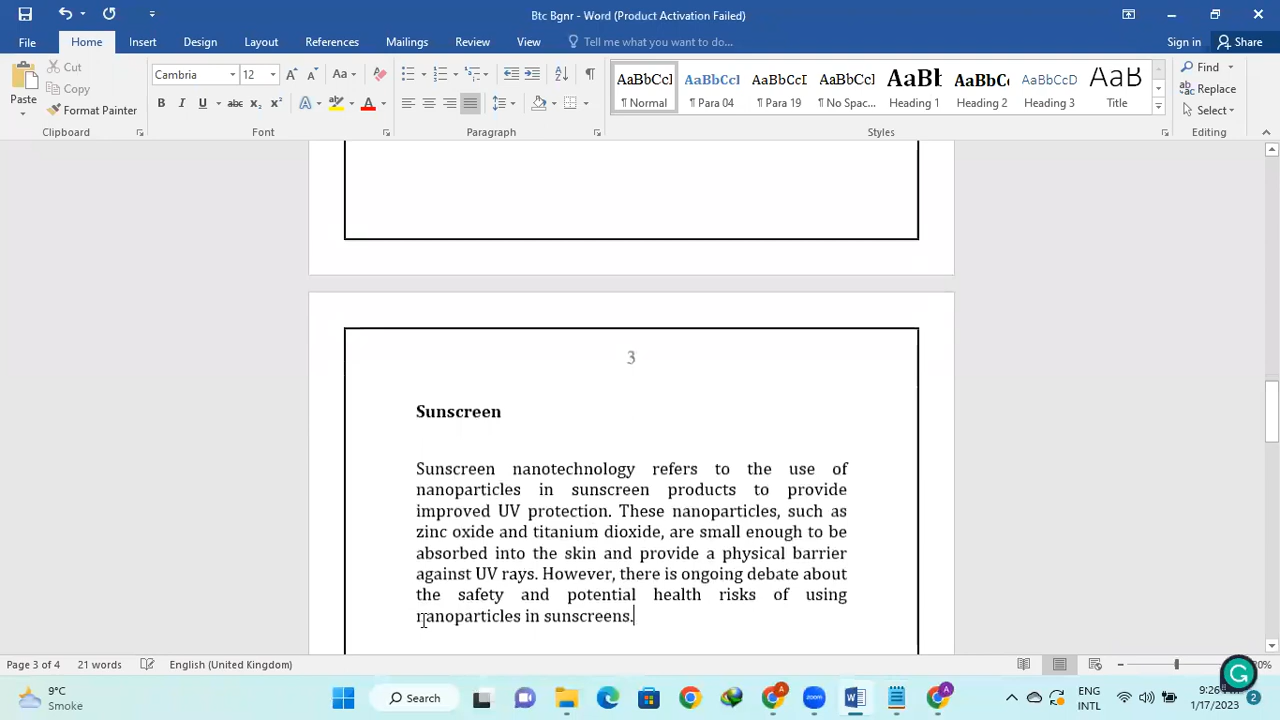 Btc Bgnr - Word (Product Activation Failed)
File Home Insert Design Layout References Mailings Review View Tell me what you want to do... Sign in Share
Cut
Copy
Format Painter
Paste
Clipboard
Cambria 12
Font
Paragraph
AaBbCcl AaBbCcl AaBbCcI AaBbCcl AaBl AaBbCc AaBbCcD AaB
¶ Normal ¶ Para 04 ¶ Para 19 ¶ No Spac... Heading 1 Heading 2 Heading 3 Title
Styles
Find
Replace
Select
Editing
3
Sunscreen
Sunscreen nanotechnology refers to the use of
nanoparticles in sunscreen products to provide
improved UV protection. These nanoparticles, such as
zinc oxide and titanium dioxide, are small enough to be
absorbed into the skin and provide a physical barrier
against UV rays. However, there is ongoing debate about
the safety and potential health risks of using
nanoparticles in sunscreens.
Page 3 of 4 21 words English (United Kingdom)
9°C
Smoke
Search
zoom
ENG
INTL
9:26
1/17/2023
2